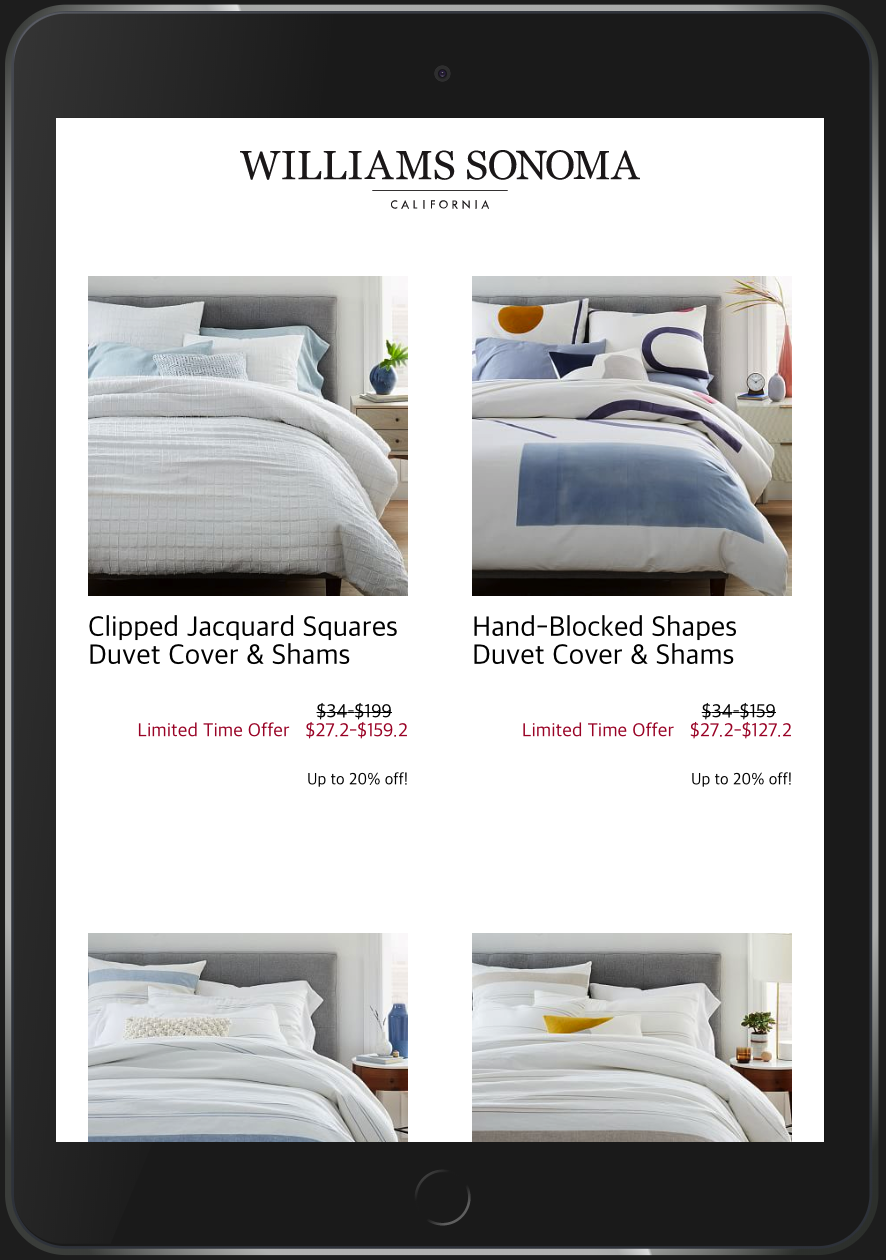 WILLIAMS SONOMA
CALIFORNIA
Clipped Jacquard Squares
Duvet Cover & Shams
$34-$199
Limited Time Offer $27.2-$159.2
Up to 20% off!
Hand-Blocked Shapes
Duvet Cover & Shams
$34-$159
Limited Time Offer $27.2-$127.2
Up to 20% off!